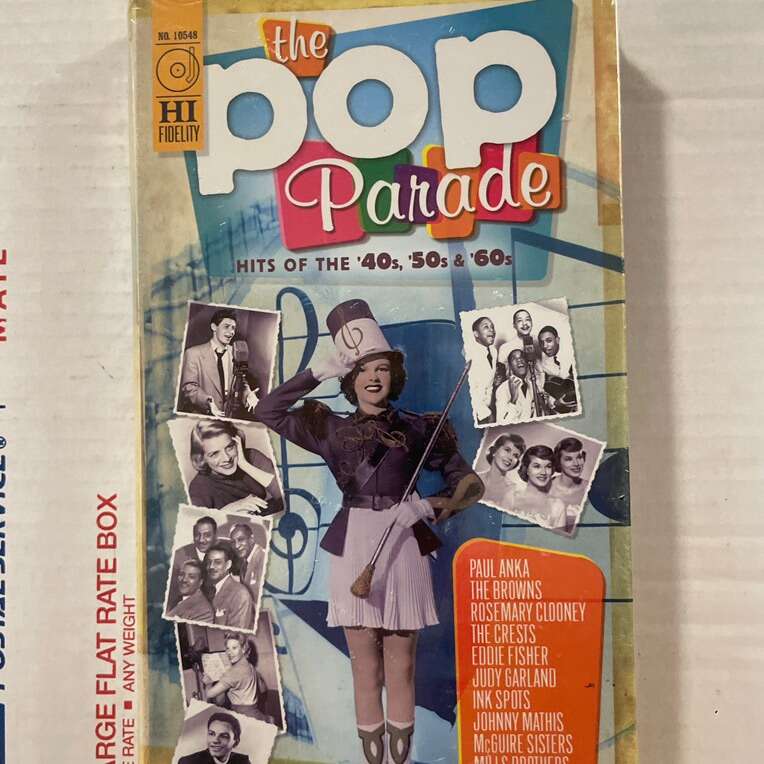 NO. 10548
HI
FIDELITY
the
pop
Parade
HITS OF THE '40s, '50s & '60s
PAUL ANKA
THE BROWNS
ROSEMARY CLOONEY
THE CRESTS
EDDIE FISHER
JUDY GARLAND
INK SPOTS
JOHNNY MATHIS
McGUIRE SISTERS
MILLS BROTHERS
ARGE FLAT RATE BOX
RATE ■ ANY WEIGHT